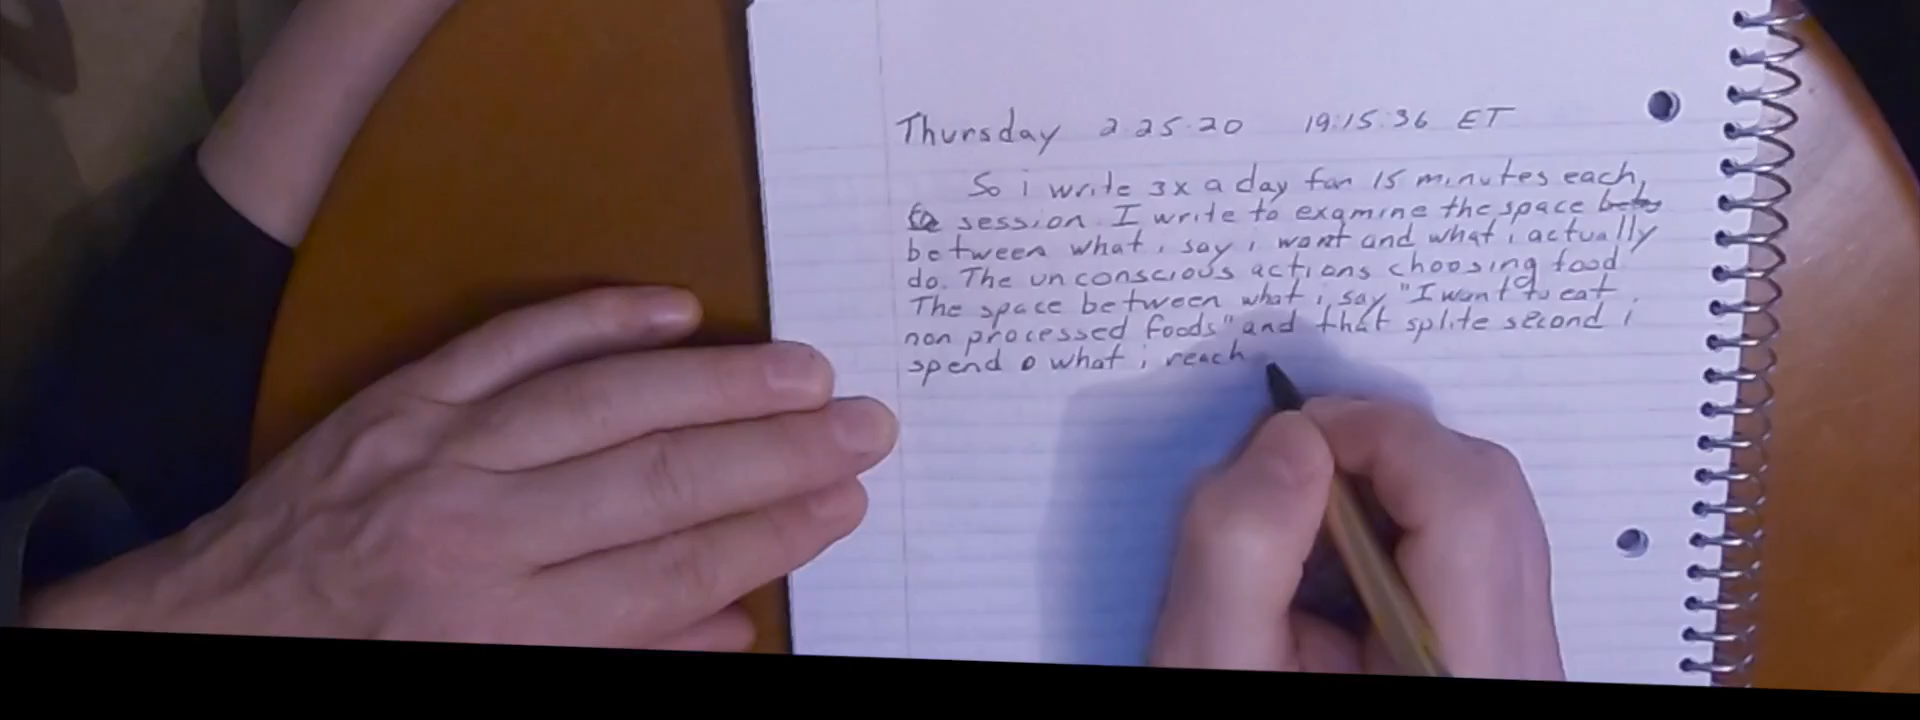 Thursday 2.25.20 19:15:36 ET
So i write 3x a day for 15 minutes each,
session. I write to examine the space
between what i say i want and what i actually
do. The unconscious actions choosing food
The space between what i say "I want to eat
non processed foods" and that splite second i
spend o what i reach